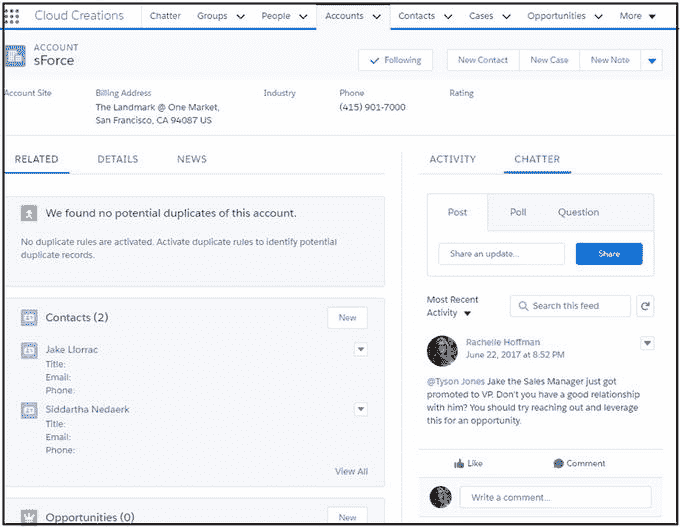 Cloud Creations Chatter Groups People Accounts Contacts Cases Opportunities More
ACCOUNT
sForce
Following New Contact New Case New Note
Account Site Billing Address Industry Phone Rating
The Landmark @ One Market, (415) 901-7000
San Francisco, CA 94087 US
RELATED DETAILS NEWS
We found no potential duplicates of this account.
No duplicate rules are activated. Activate duplicate rules to identify potential
duplicate records.
Contacts (2) New
Jake Llorrac
Title:
Email:
Phone:
Siddartha Nedaerk
Title:
Email:
Phone:
View All
Opportunities (0) New
ACTIVITY CHATTER
Post Poll Question
Share an update... Share
Most Recent
Activity
Search this feed
Rachelle Hoffman
June 22, 2017 at 8:52 PM
@Tyson Jones Jake the Sales Manager just got
promoted to VP. Don't you have a good relationship
with him? You should try reaching out and leverage
this for an opportunity.
Like Comment
Write a comment...